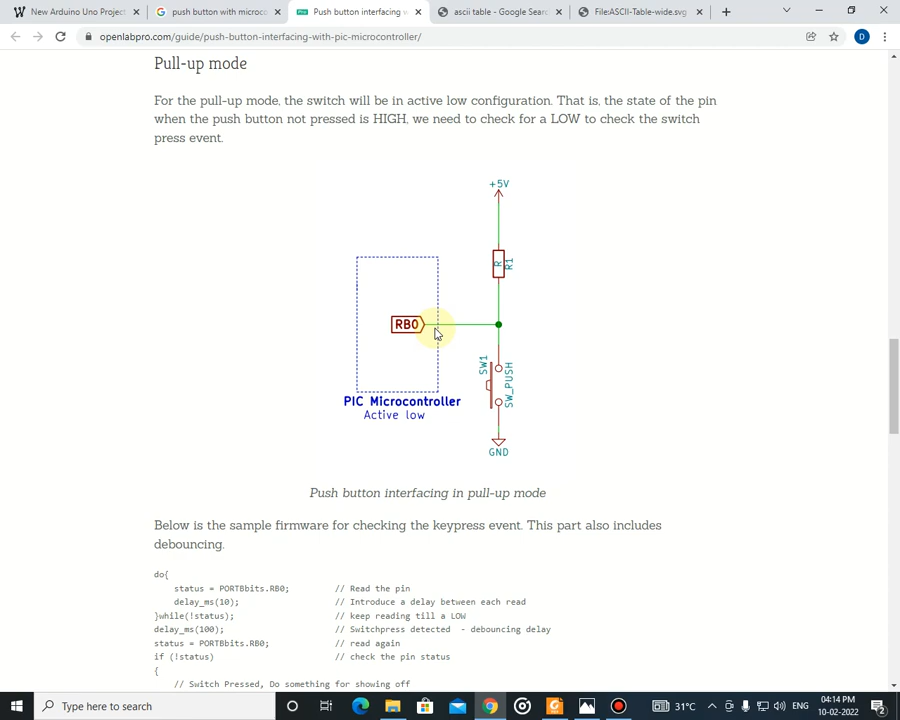 New Arduino Uno Project
push button with microco
Push button interfacing w
ascii table - Google Searc
File:ASCII-Table-wide.svg
openlabpro.com/guide/push-button-interfacing-with-pic-microcontroller/
D
Pull-up mode
For the pull-up mode, the switch will be in active low configuration. That is, the state of the pin
when the push button not pressed is HIGH, we need to check for a LOW to check the switch
press event.
+5V
R
R1
RB0
SW1
SW_PUSH
PIC Microcontroller
Active low
GND
Push button interfacing in pull-up mode
Below is the sample firmware for checking the keypress event. This part also includes
debouncing.
do{
status = PORTBbits.RB0; // Read the pin
delay_ms(10); // Introduce a delay between each read
}while(!status); // keep reading till a LOW
delay_ms(100); // Switchpress detected - debouncing delay
status = PORTBbits.RB0; // read again
if (!status) // check the pin status
{
// Switch Pressed, Do something for showing off
Type here to search
31°C
ENG
04:14 PM
10-02-2022
2